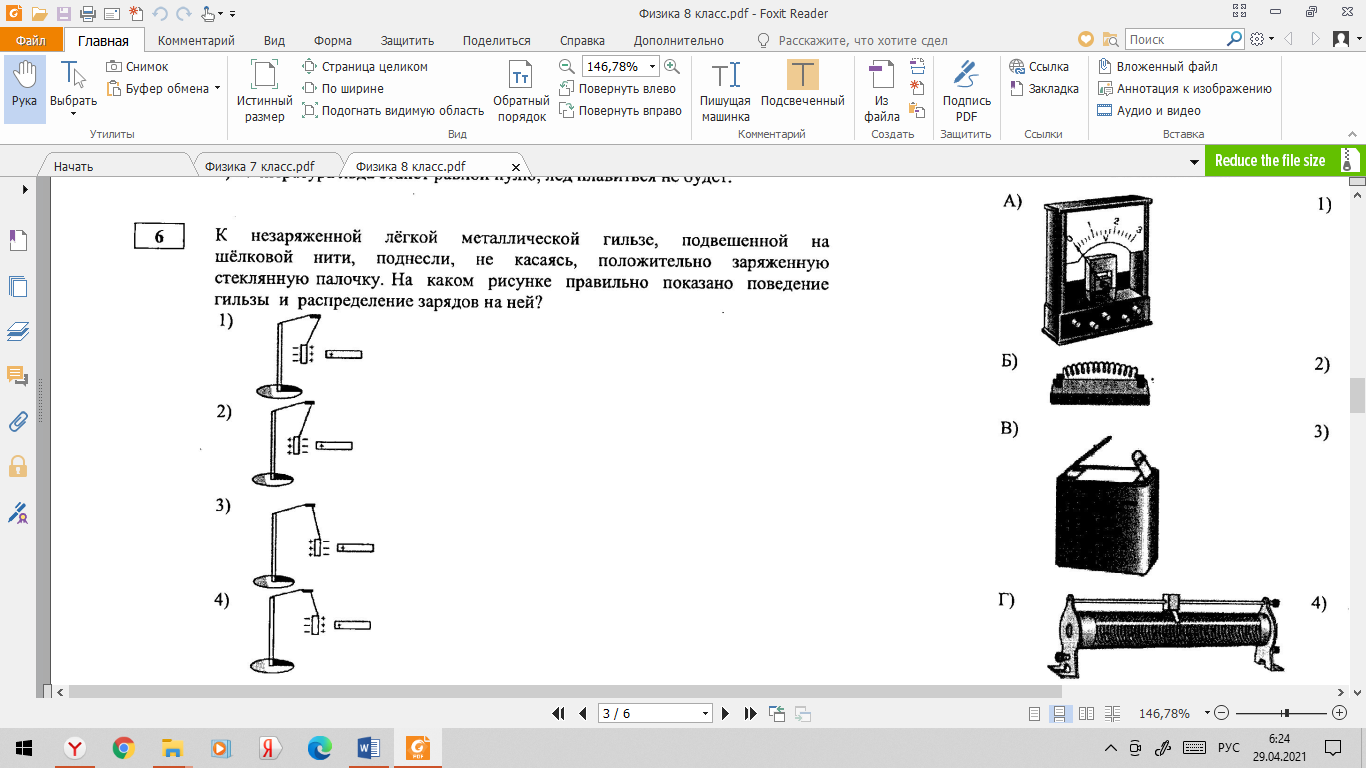 Физика 8 класс.pdf - Foxit Reader
Файл
Главная
Комментарий
Вид
Форма
Защитить
Поделиться
Справка
Дополнительно
Расскажите, что хотите сдел
Поиск
Рука
Выбрать
Снимок
Буфер обмена
Утилиты
Истинный размер
Страница целиком
По ширине
Подогнать видимую область
Обратный порядок
146,78%
Повернуть влево
Повернуть вправо
Вид
Пишущая машинка
Подсвеченный
Комментарий
Из файла
Создать
Подпись PDF
Защитить
Ссылка
Закладка
Ссылки
Вложенный файл
Аннотация к изображению
Аудио и видео
Вставка
Начать
Физика 7 класс.pdf
Физика 8 класс.pdf
Reduce the file size
6
К незаряженной лёгкой металлической гильзе, подвешенной на
шёлковой нити, поднесли, не касаясь, положительно заряженную
стеклянную палочку. На каком рисунке правильно показано поведение
гильзы и распределение зарядов на ней?
1)
2)
3)
4)
А)
0 1 2 3
V
1)
Б)
2)
В)
3)
Г)
4)
3 / 6
146,78%
РУС
6:24
29.04.2021